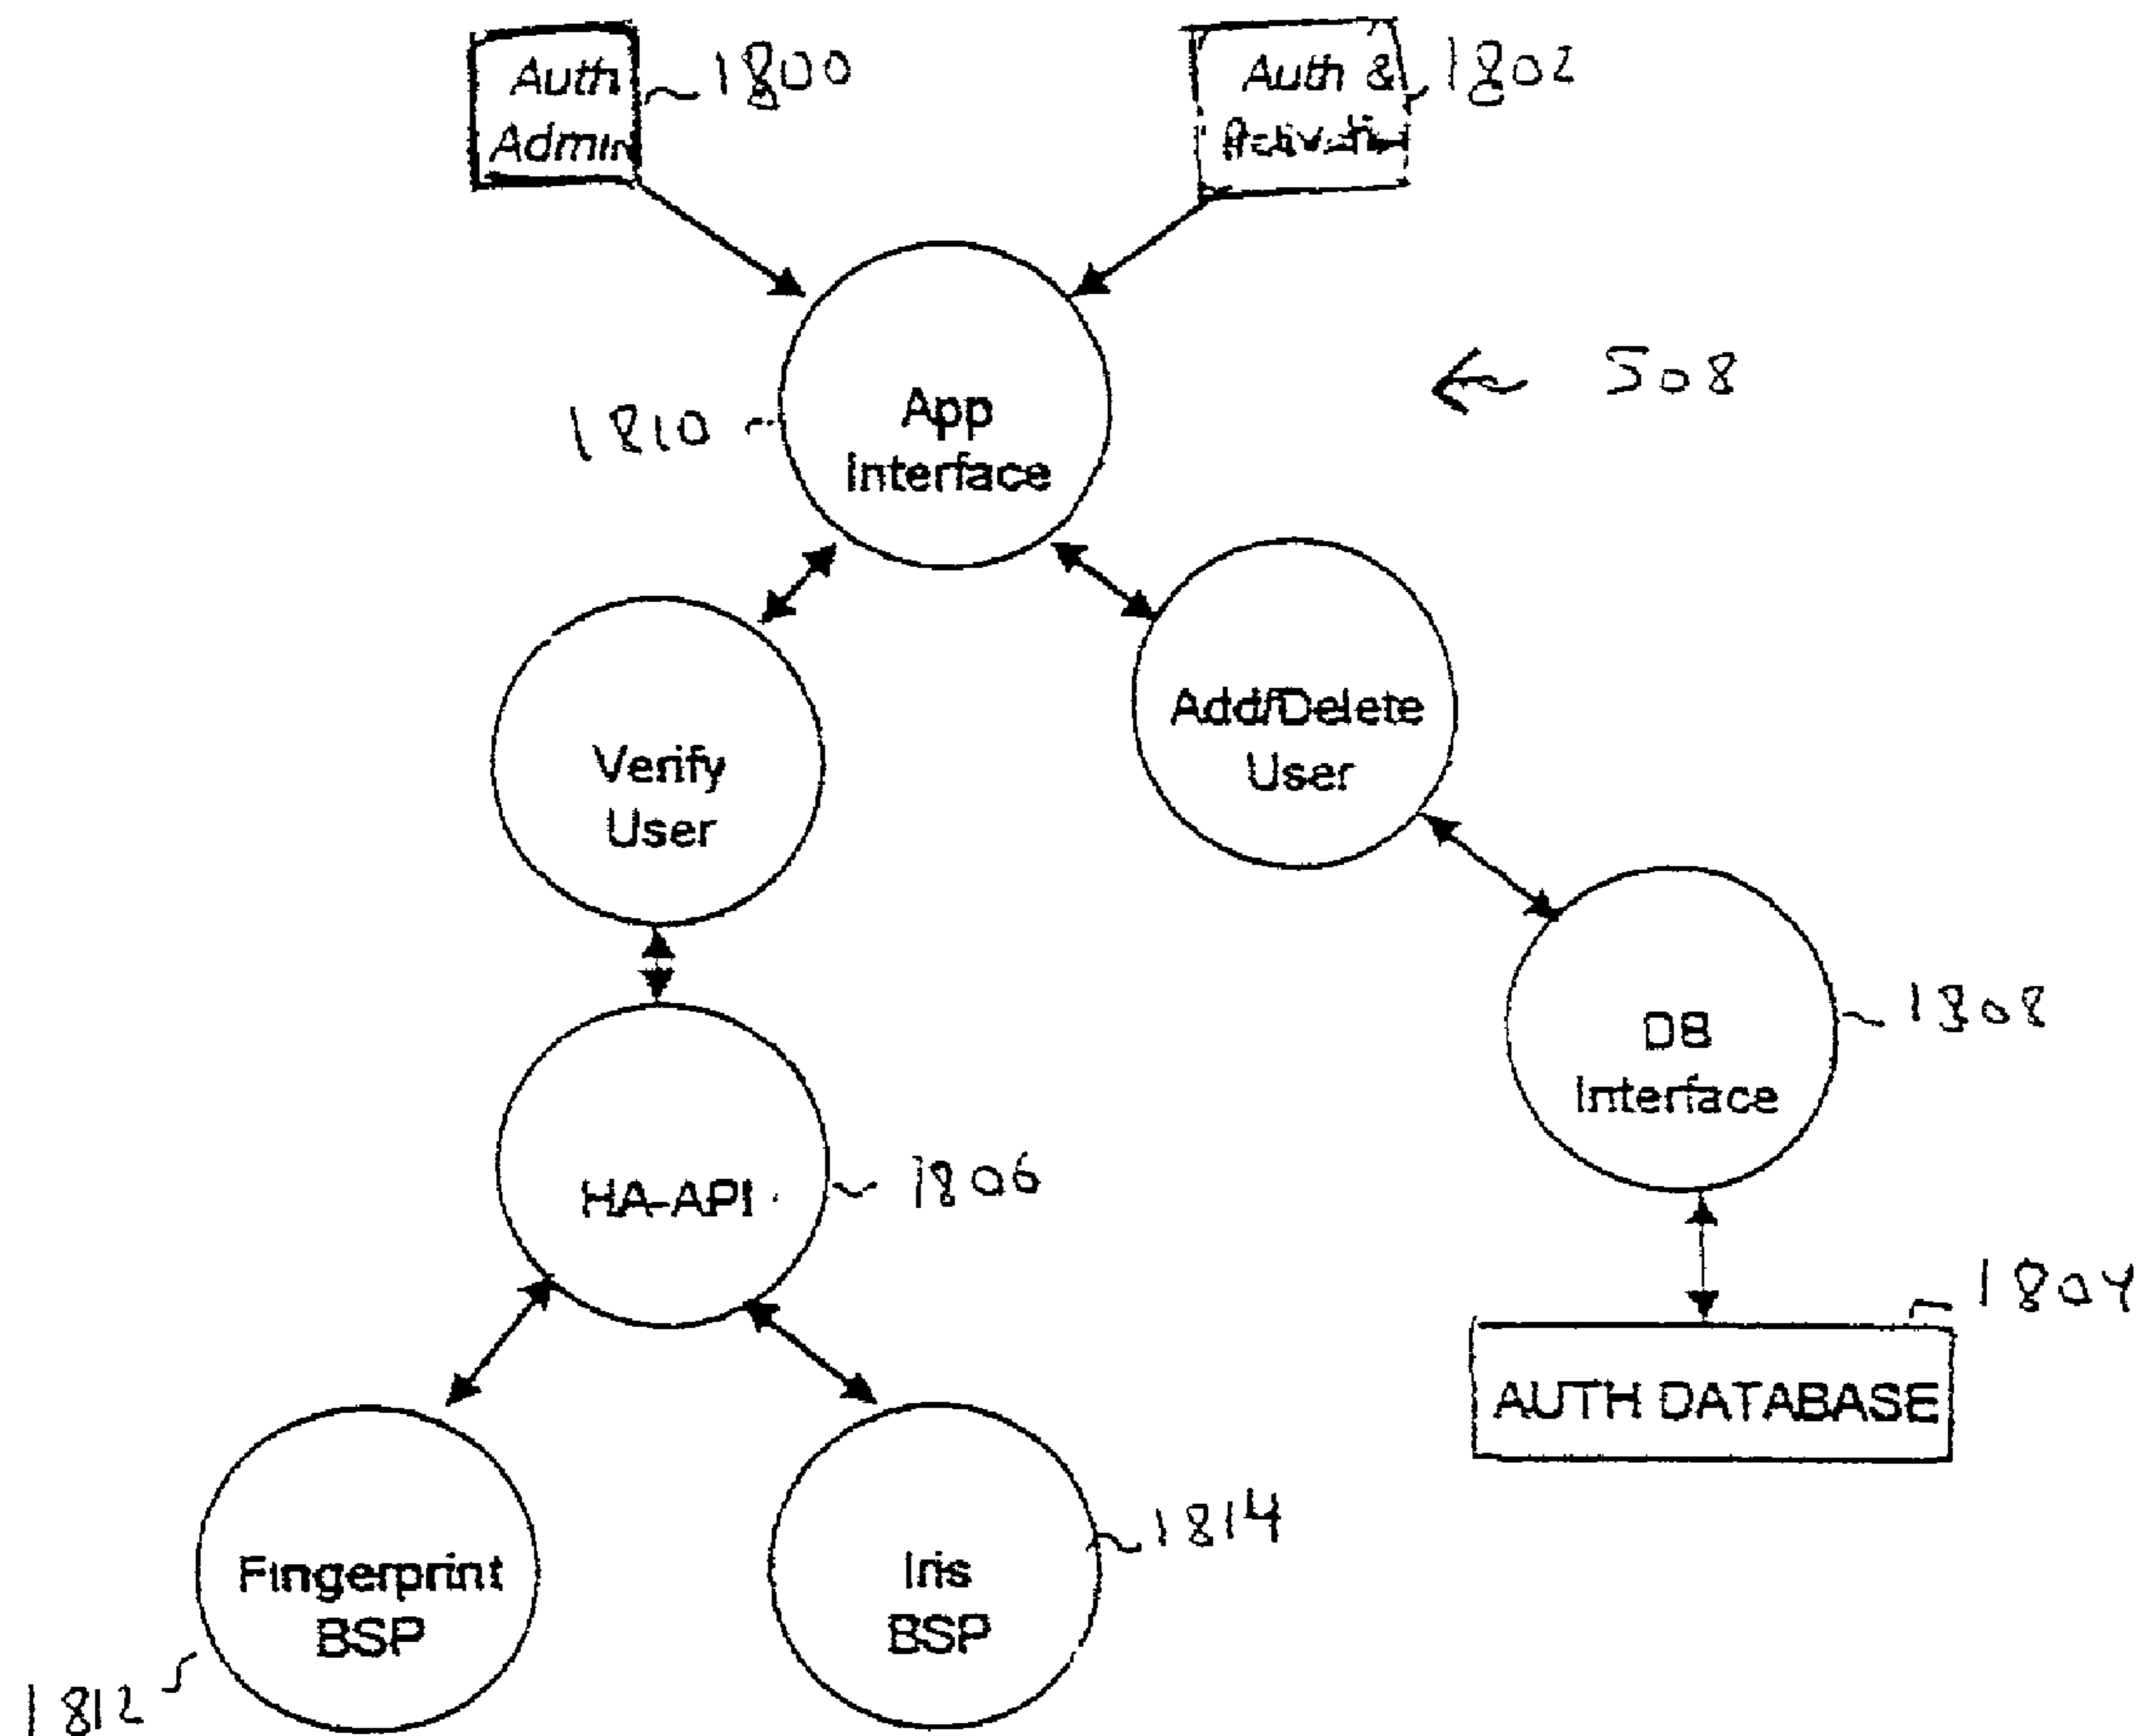 Auth
Admin
1800
Auth &
1802
App
Interface
1810
508
Verify
User
Add/Delete
User
HA-API
1806
DB
Interface
1808
AUTH DATABASE
1804
Fingerprint
BSP
1812
Iris
BSP
1814